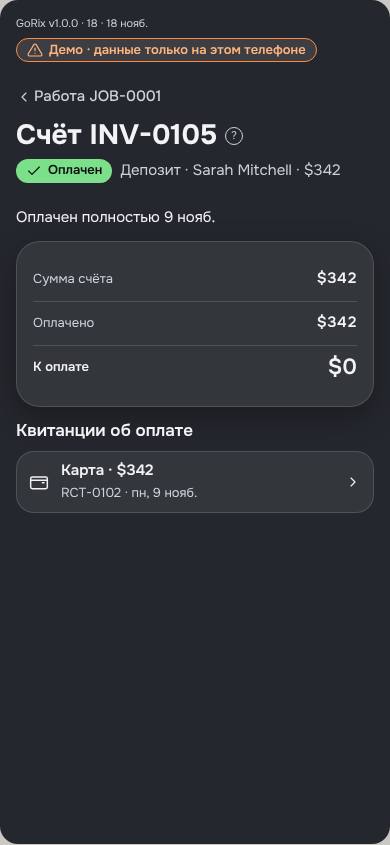 GoRix v1.0.0 · 18 · 18 нояб.
Демо · данные только на этом телефоне
Работа JOB-0001
Счёт INV-0105 ?
Оплачен Депозит · Sarah Mitchell · $342
Оплачен полностью 9 нояб.
Сумма счёта $342
Оплачено $342
К оплате $0
Квитанции об оплате
Карта · $342
RCT-0102 · пн, 9 нояб.